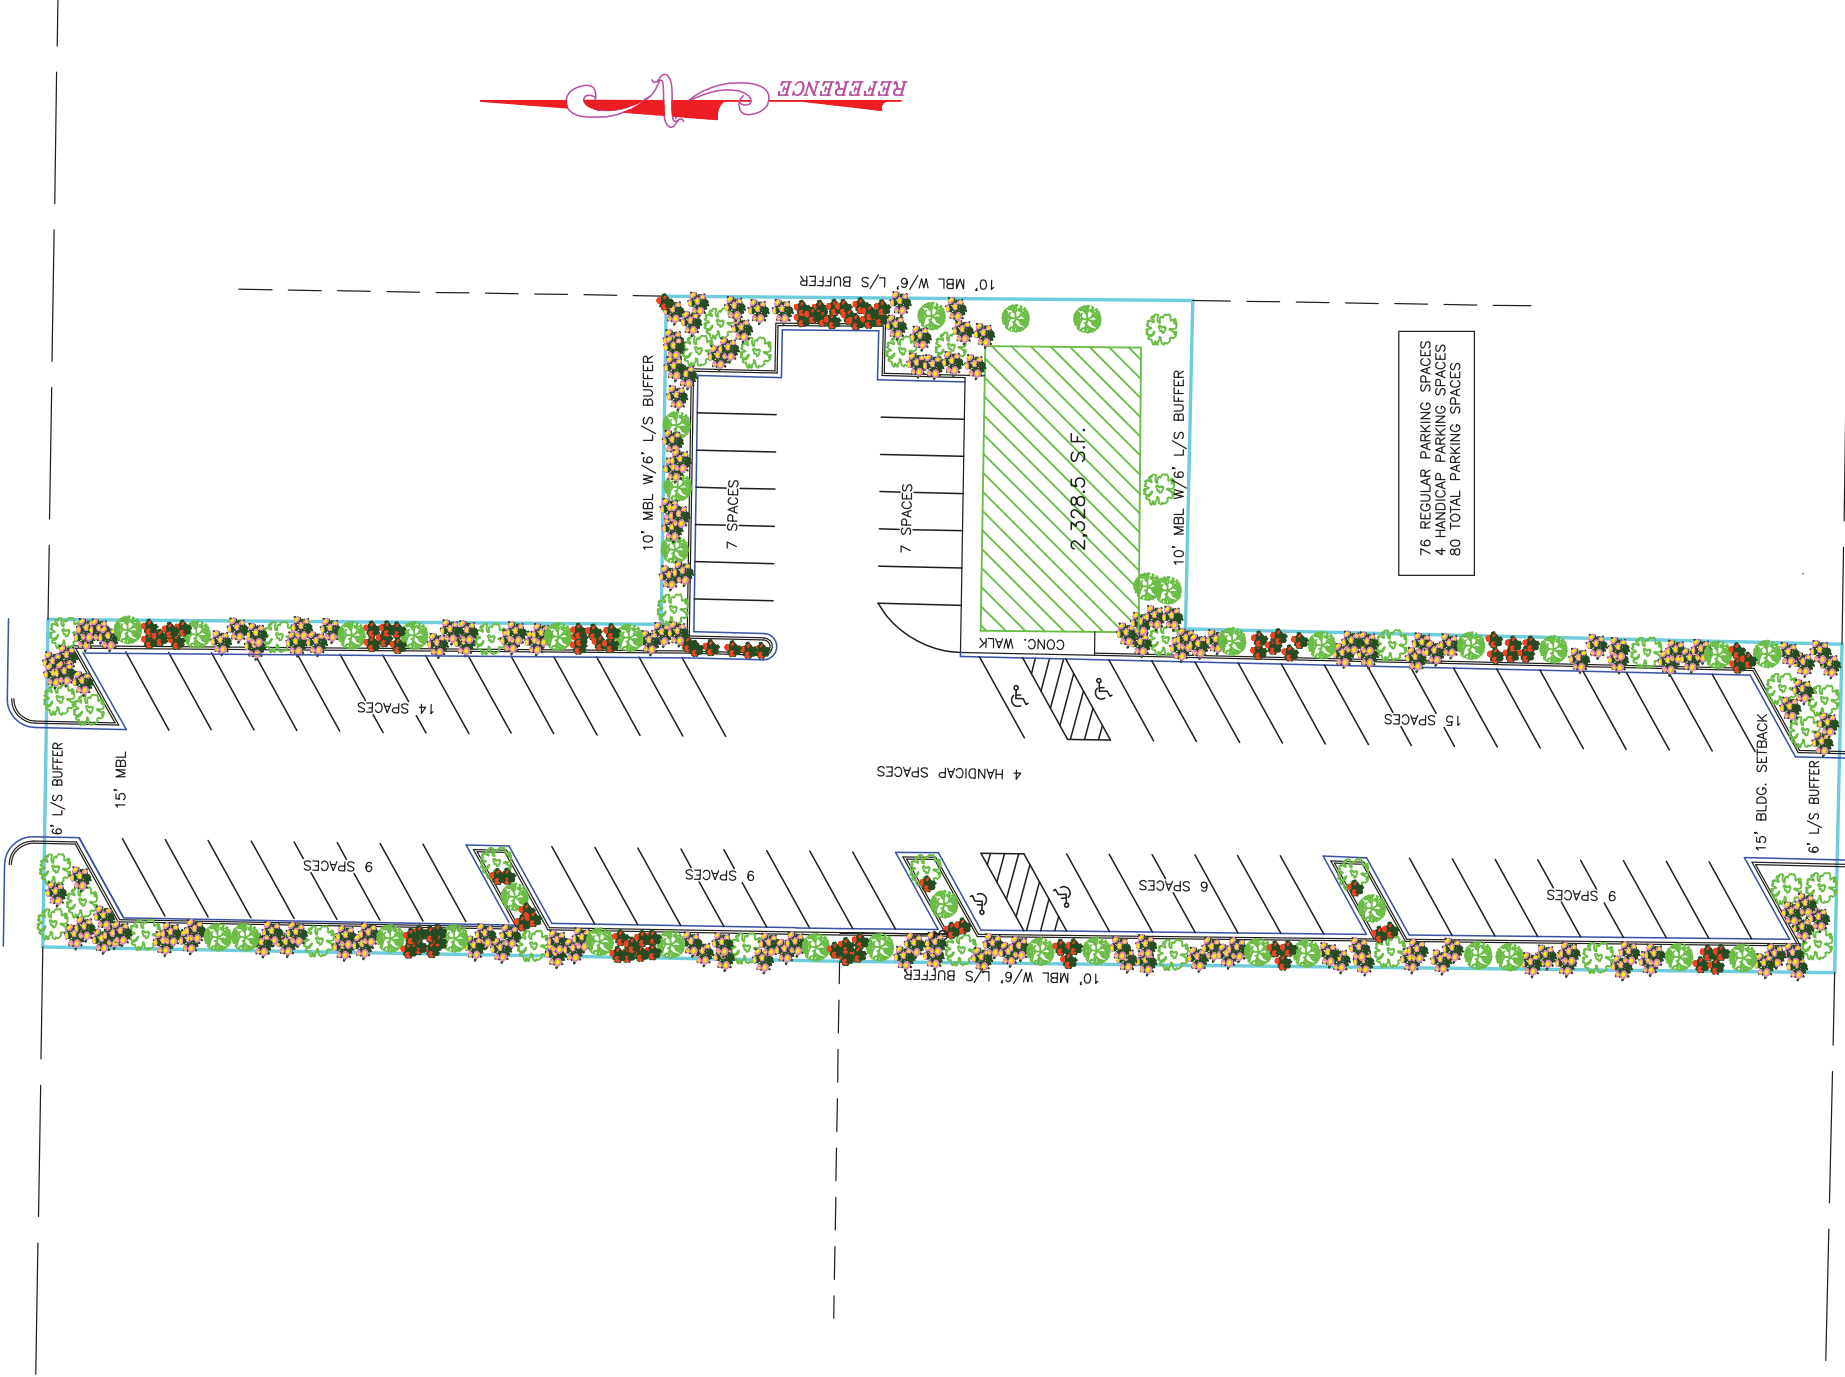 REFERENCE
10' MBL W/6' L/S BUFFER
10' MBL W/6' L/S BUFFER
7 SPACES
7 SPACES
2,328.5 S.F.
10' MBL W/6' L/S BUFFER
76 REGULAR PARKING SPACES
4 HANDICAP PARKING SPACES
80 TOTAL PARKING SPACES
CONC. WALK
14 SPACES
15 SPACES
6' L/S BUFFER
15' MBL
4 HANDICAP SPACES
15' BLDG. SETBACK
6' L/S BUFFER
9 SPACES
9 SPACES
6 SPACES
9 SPACES
10' MBL W/6' L/S BUFFER